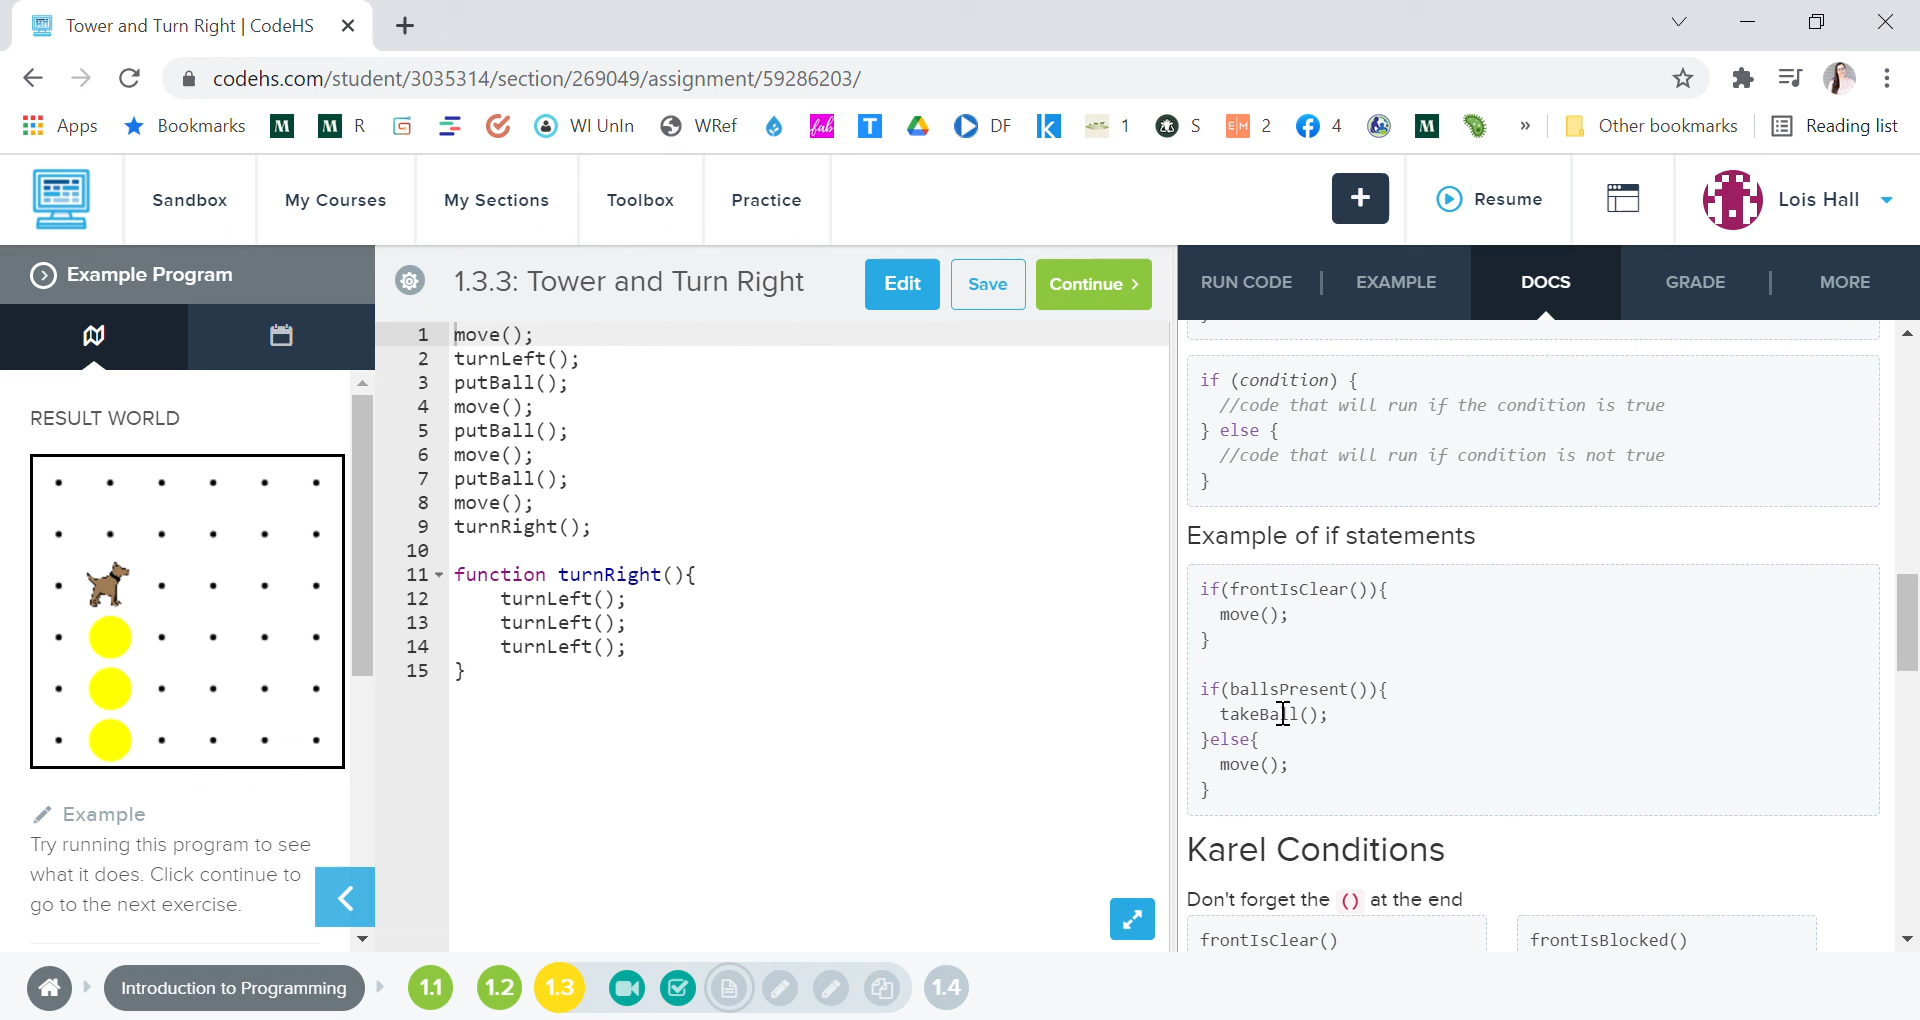 Tower and Turn Right | CodeHS
codehs.com/student/3035314/section/269049/assignment/59286203/
Apps
Bookmarks
M
M R
WI UnIn
WRef
fab
T
DF
K
1
S
E|M 2
4
M
»
Other bookmarks
Reading list
Sandbox
My Courses
My Sections
Toolbox
Practice
+
Resume
Lois Hall
Example Program
1.3.3: Tower and Turn Right
Edit
Save
Continue >
RUN CODE
EXAMPLE
DOCS
GRADE
MORE
RESULT WORLD
Example
Try running this program to see
what it does. Click continue to
go to the next exercise.
1 move();
2 turnLeft();
3 putBall();
4 move();
5 putBall();
6 move();
7 putBall();
8 move();
9 turnRight();
10
11 function turnRight(){
12 turnLeft();
13 turnLeft();
14 turnLeft();
15 }
if (condition) {
//code that will run if the condition is true
} else {
//code that will run if condition is not true
}
Example of if statements
if(frontIsClear()){
move();
}
if(ballsPresent()){
takeBall();
}else{
move();
}
Karel Conditions
Don't forget the () at the end
frontIsClear()
frontIsBlocked()
Introduction to Programming
1.1
1.2
1.3
1.4